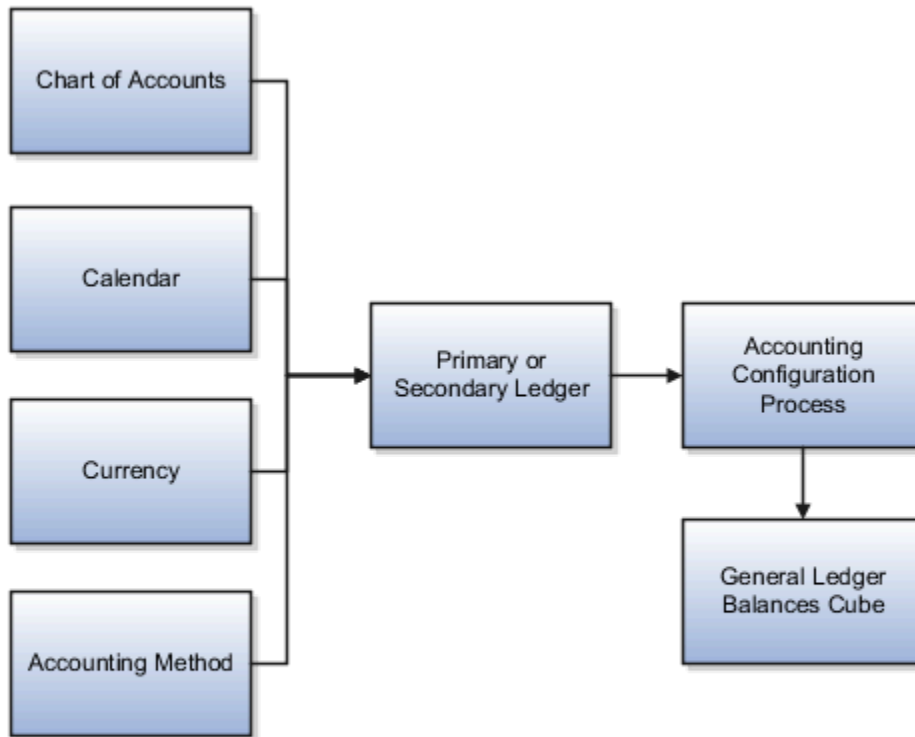 Chart of Accounts
Calendar
Currency
Accounting Method
Primary or
Secondary Ledger
Accounting
Configuration
Process
General Ledger
Balances Cube